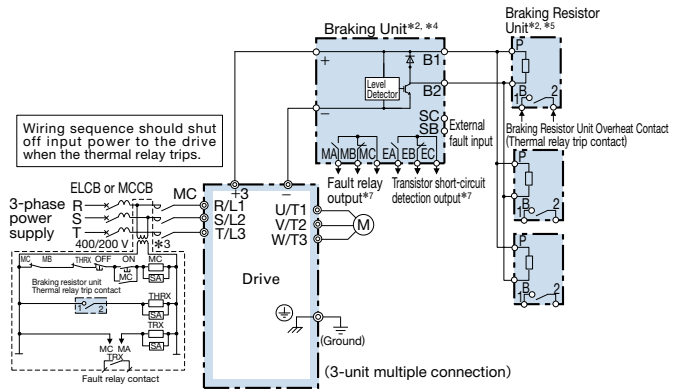 Braking Resistor
Unit*2, *5
Braking Unit*2, *4
P
B
1
2
+
B1
B2
Level
Detector
−
SC
SB
External
fault input
MA MB MC EA EB EC
Fault relay
output*7
Transistor short-circuit
detection output*7
Braking Resistor Unit Overheat Contact
(Thermal relay trip contact)
P
B
1
2
P
B
1
2
Wiring sequence should shut
off input power to the drive
when the thermal relay trips.
ELCB or MCCB
MC
3-phase
power
supply
R
S
T
400/200 V
*3
+3
−
R/L1
S/L2
T/L3
U/T1
V/T2
W/T3
M
Drive
(Ground)
(3-unit multiple connection)
MC MB THRX OFF ON MC
MC
SA
Braking resistor unit
Thermal relay trip contact
1 2
THRX
SA
TRX
SA
MC MA
TRX
Fault relay contact